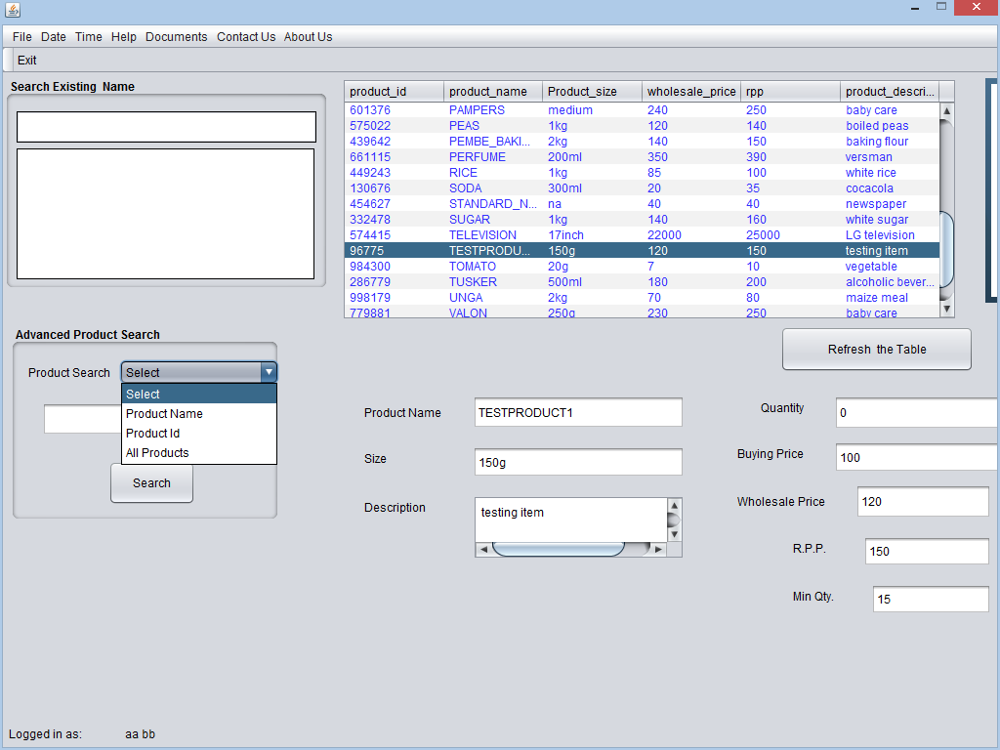 File Date Time Help Documents Contact Us About Us
Exit
Search Existing Name
product_id product_name Product_size wholesale_price rpp product_descri...
601376 PAMPERS medium 240 250 baby care
575022 PEAS 1kg 120 140 boiled peas
439642 PEMBE_BAKI... 2kg 140 150 baking flour
661115 PERFUME 200ml 350 390 versman
449243 RICE 1kg 85 100 white rice
130676 SODA 300ml 20 35 cocacola
454627 STANDARD_N... na 40 40 newspaper
332478 SUGAR 1kg 140 160 white sugar
574415 TELEVISION 17inch 22000 25000 LG television
96775 TESTPRODU... 150g 120 150 testing item
984300 TOMATO 20g 7 10 vegetable
286779 TUSKER 500ml 180 200 alcoholic bever...
998179 UNGA 2kg 70 80 maize meal
779881 VALON 250g 230 250 baby care
Refresh the Table
Advanced Product Search
Product Search Select
Select
Product Name
Product Id
All Products
Search
Product Name TESTPRODUCT1
Size 150g
Description testing item
Quantity 0
Buying Price 100
Wholesale Price 120
R.P.P. 150
Min Qty. 15
Logged in as: aa bb